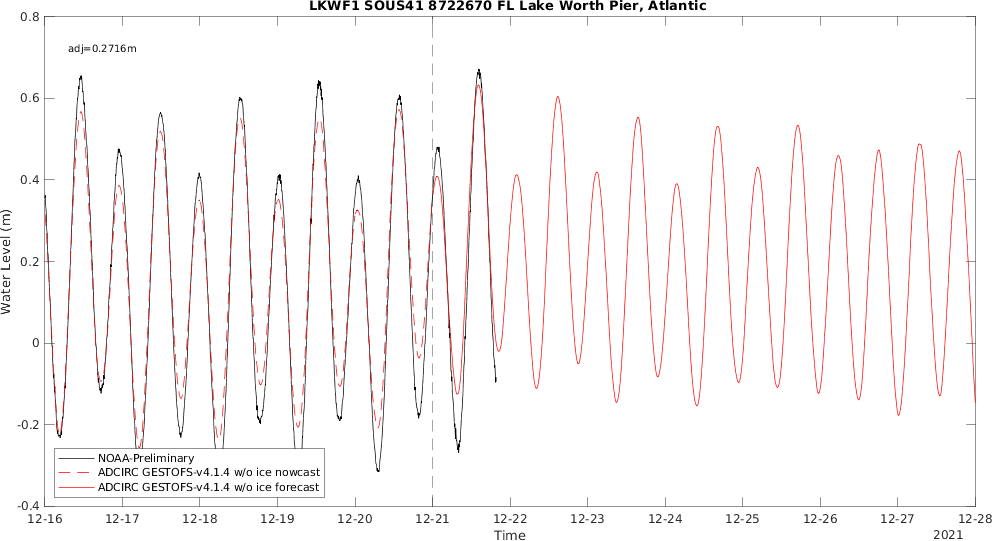 LKWF1 SOUS41 8722670 FL Lake Worth Pier, Atlantic
0.8
adj=0.2716m
0.6
0.4
0.2
0
-0.2
-0.4
Water Level (m)
NOAA-Preliminary
ADCIRC GESTOFS-v4.1.4 w/o ice nowcast
ADCIRC GESTOFS-v4.1.4 w/o ice forecast
12-16 12-17 12-18 12-19 12-20 12-21 12-22 12-23 12-24 12-25 12-26 12-27 12-28
Time
2021